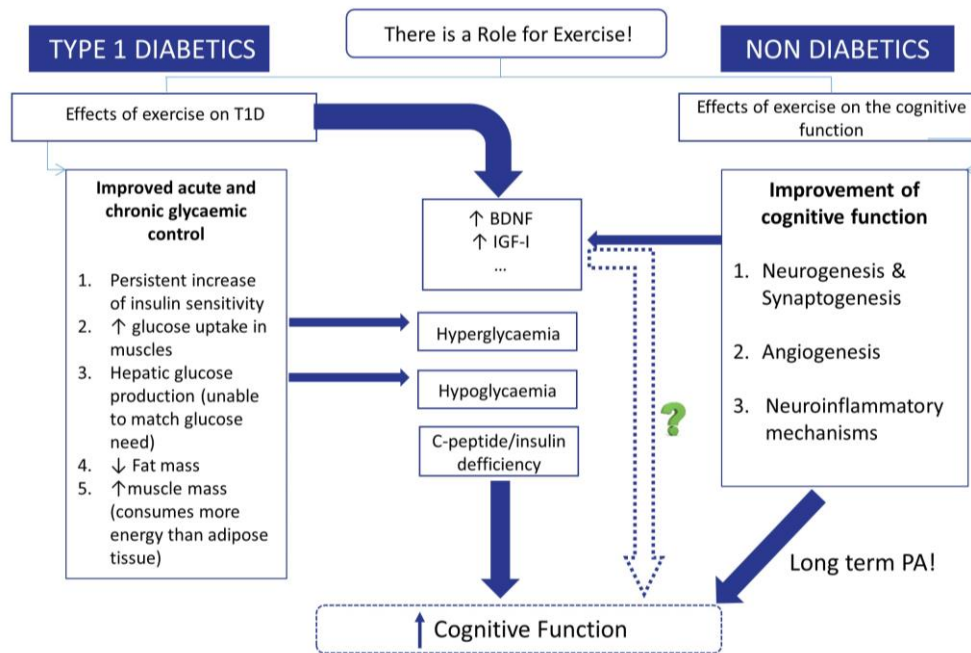 There is a Role for Exercise!
TYPE 1 DIABETICS
NON DIABETICS
Effects of exercise on T1D
Effects of exercise on the cognitive
function
Improved acute and
chronic glycaemic
control
1. Persistent increase
of insulin sensitivity
2. ↑ glucose uptake in
muscles
3. Hepatic glucose
production (unable
to match glucose
need)
4. ↓ Fat mass
5. ↑muscle mass
(consumes more
energy than adipose
tissue)
↑ BDNF
↑ IGF-I
...
Hyperglycaemia
Hypoglycaemia
C-peptide/insulin
defficiency
?
Improvement of
cognitive function
1. Neurogenesis &
Synaptogenesis
2. Angiogenesis
3. Neuroinflammatory
mechanisms
Long term PA!
↑ Cognitive Function